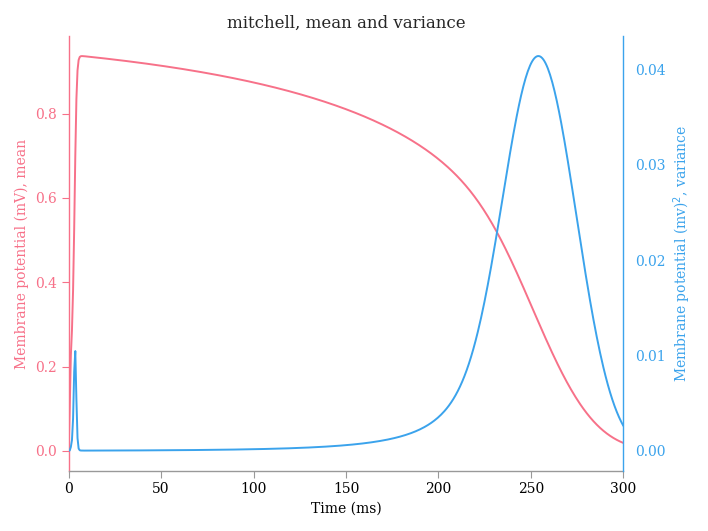 mitchell, mean and variance
Membrane potential (mV), mean
0.8
0.6
0.4
0.2
0.0
0.04
0.03
0.02
0.01
0.00
Membrane potential (mv)², variance
0 50 100 150 200 250 300
Time (ms)